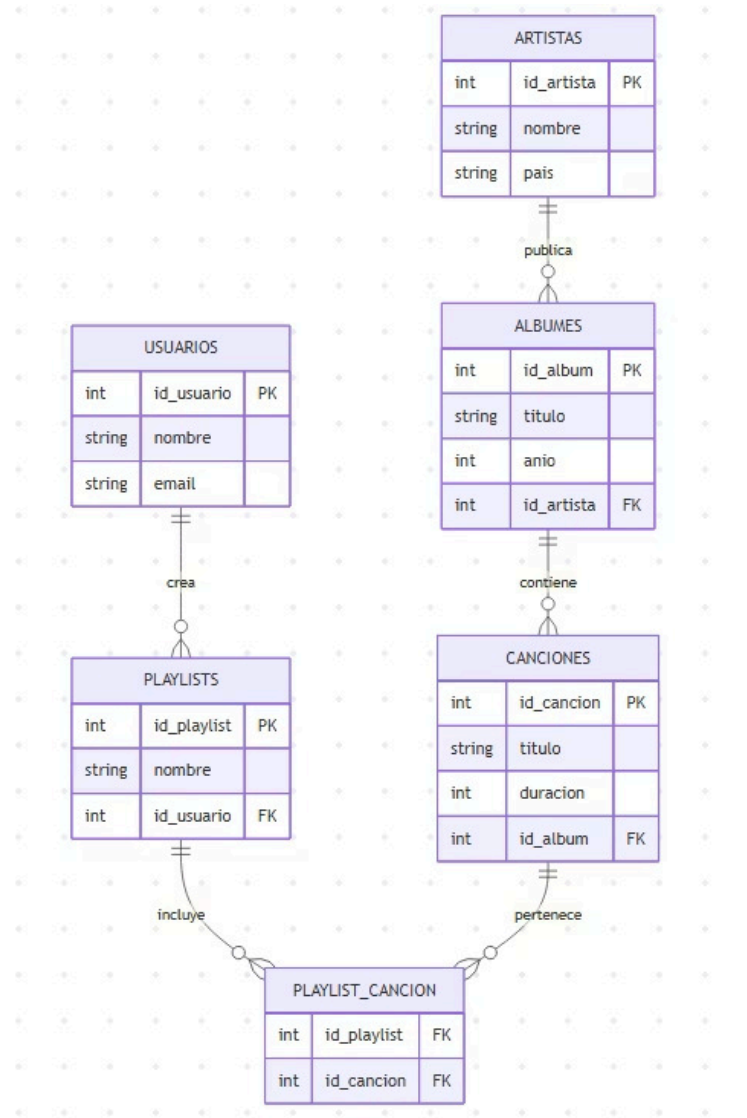 ARTISTAS
int id_artista PK
string nombre
string pais
publica
ALBUMES
int id_album PK
string titulo
int anio
int id_artista FK
contiene
CANCIONES
int id_cancion PK
string titulo
int duracion
int id_album FK
pertenece
USUARIOS
int id_usuario PK
string nombre
string email
crea
PLAYLISTS
int id_playlist PK
string nombre
int id_usuario FK
incluye
PLAYLIST_CANCION
int id_playlist FK
int id_cancion FK